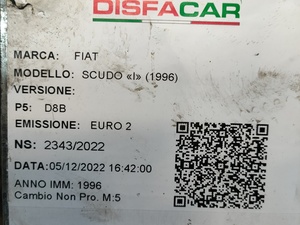 DISFACAR
MARCA: FIAT
MODELLO: SCUDO «I» (1996)
VERSIONE:
P5: D8B
EMISSIONE: EURO 2
NS: 2343/2022
DATA:05/12/2022 16:42:00
ANNO IMM: 1996
Cambio Non Pro. M:5